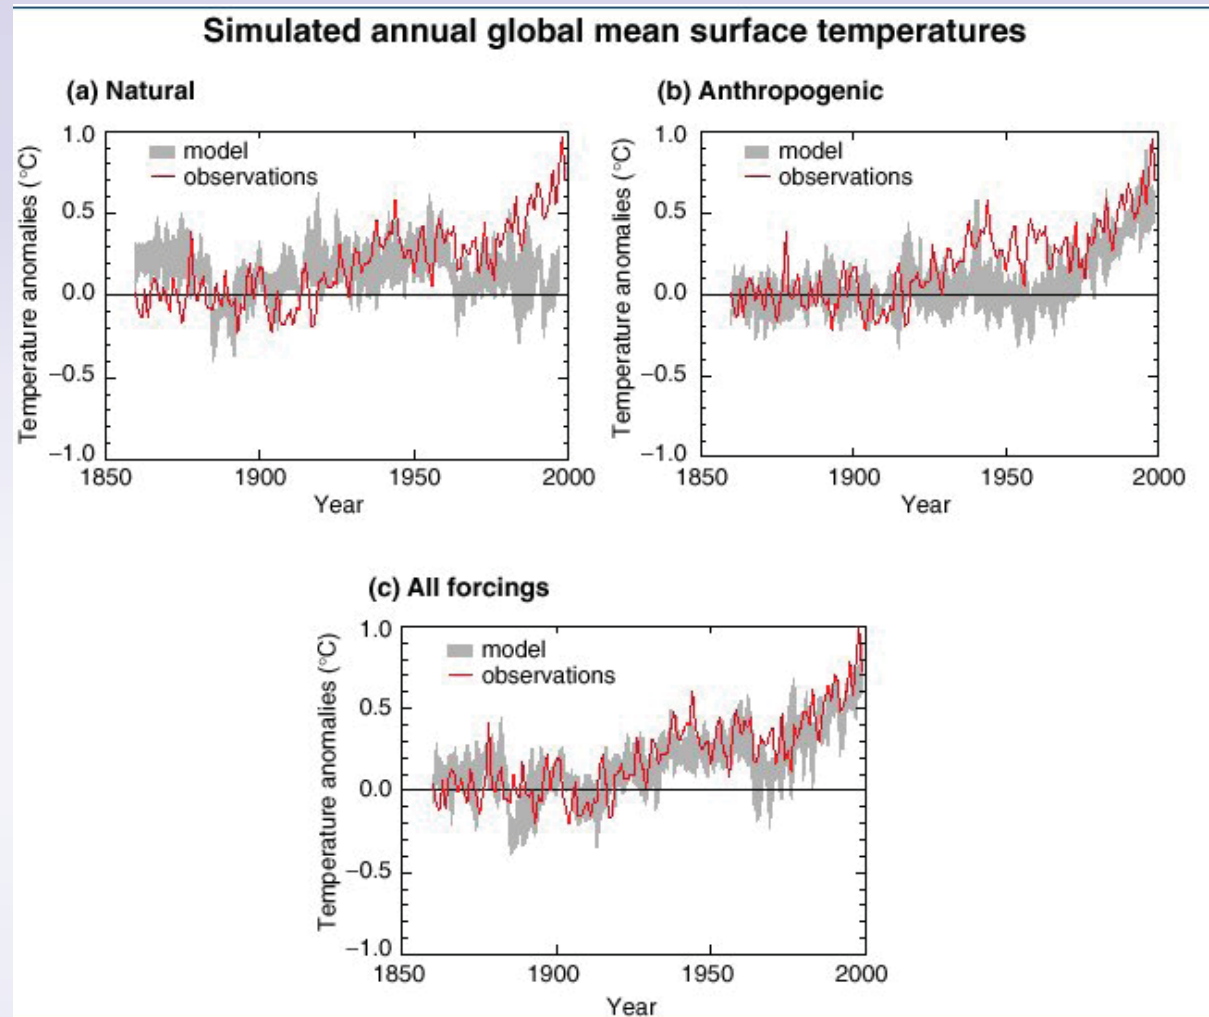 Simulated annual global mean surface temperatures
(a) Natural
Temperature anomalies (°C)
1.0
0.5
0.0
−0.5
−1.0
model
observations
1850 1900 1950 2000
Year
(b) Anthropogenic
Temperature anomalies (°C)
1.0
0.5
0.0
−0.5
−1.0
model
observations
1850 1900 1950 2000
Year
(c) All forcings
Temperature anomalies (°C)
1.0
0.5
0.0
−0.5
−1.0
model
observations
1850 1900 1950 2000
Year